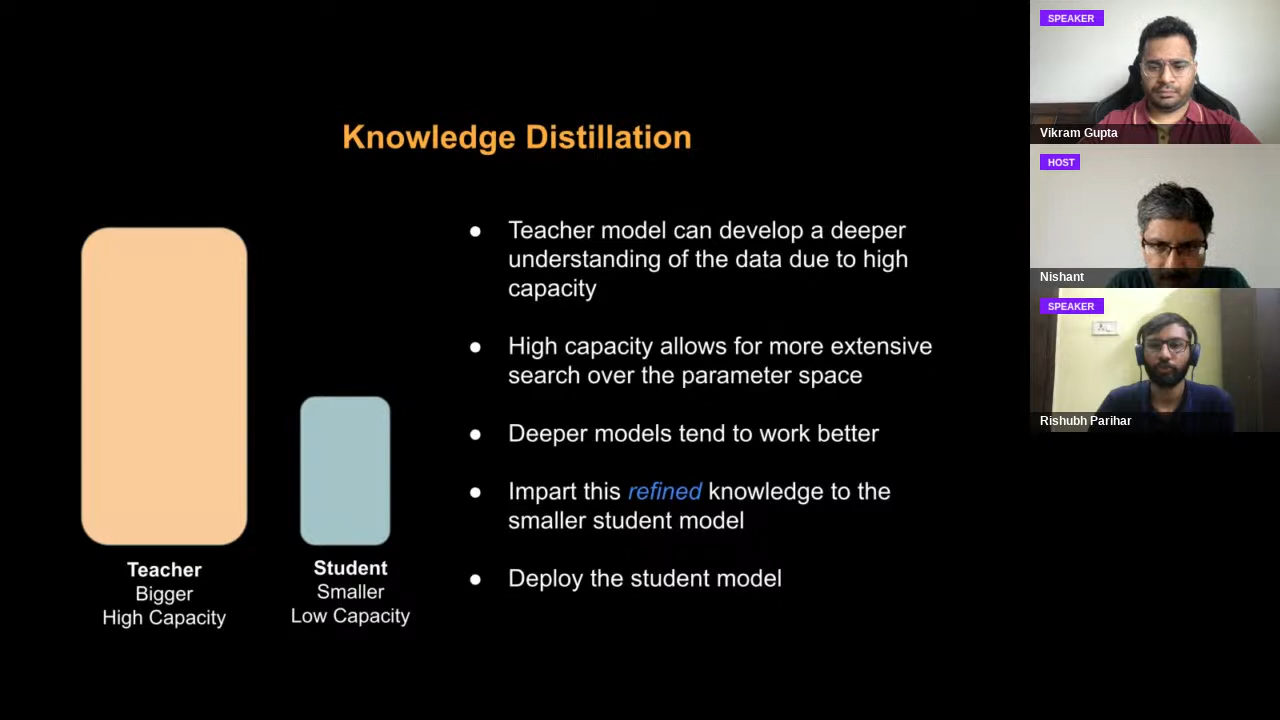 Knowledge Distillation
● Teacher model can develop a deeper
understanding of the data due to high
capacity
● High capacity allows for more extensive
search over the parameter space
● Deeper models tend to work better
● Impart this refined knowledge to the
smaller student model
● Deploy the student model
Teacher
Bigger
High Capacity
Student
Smaller
Low Capacity
SPEAKER
Vikram Gupta
HOST
Nishant
SPEAKER
Rishubh Parihar